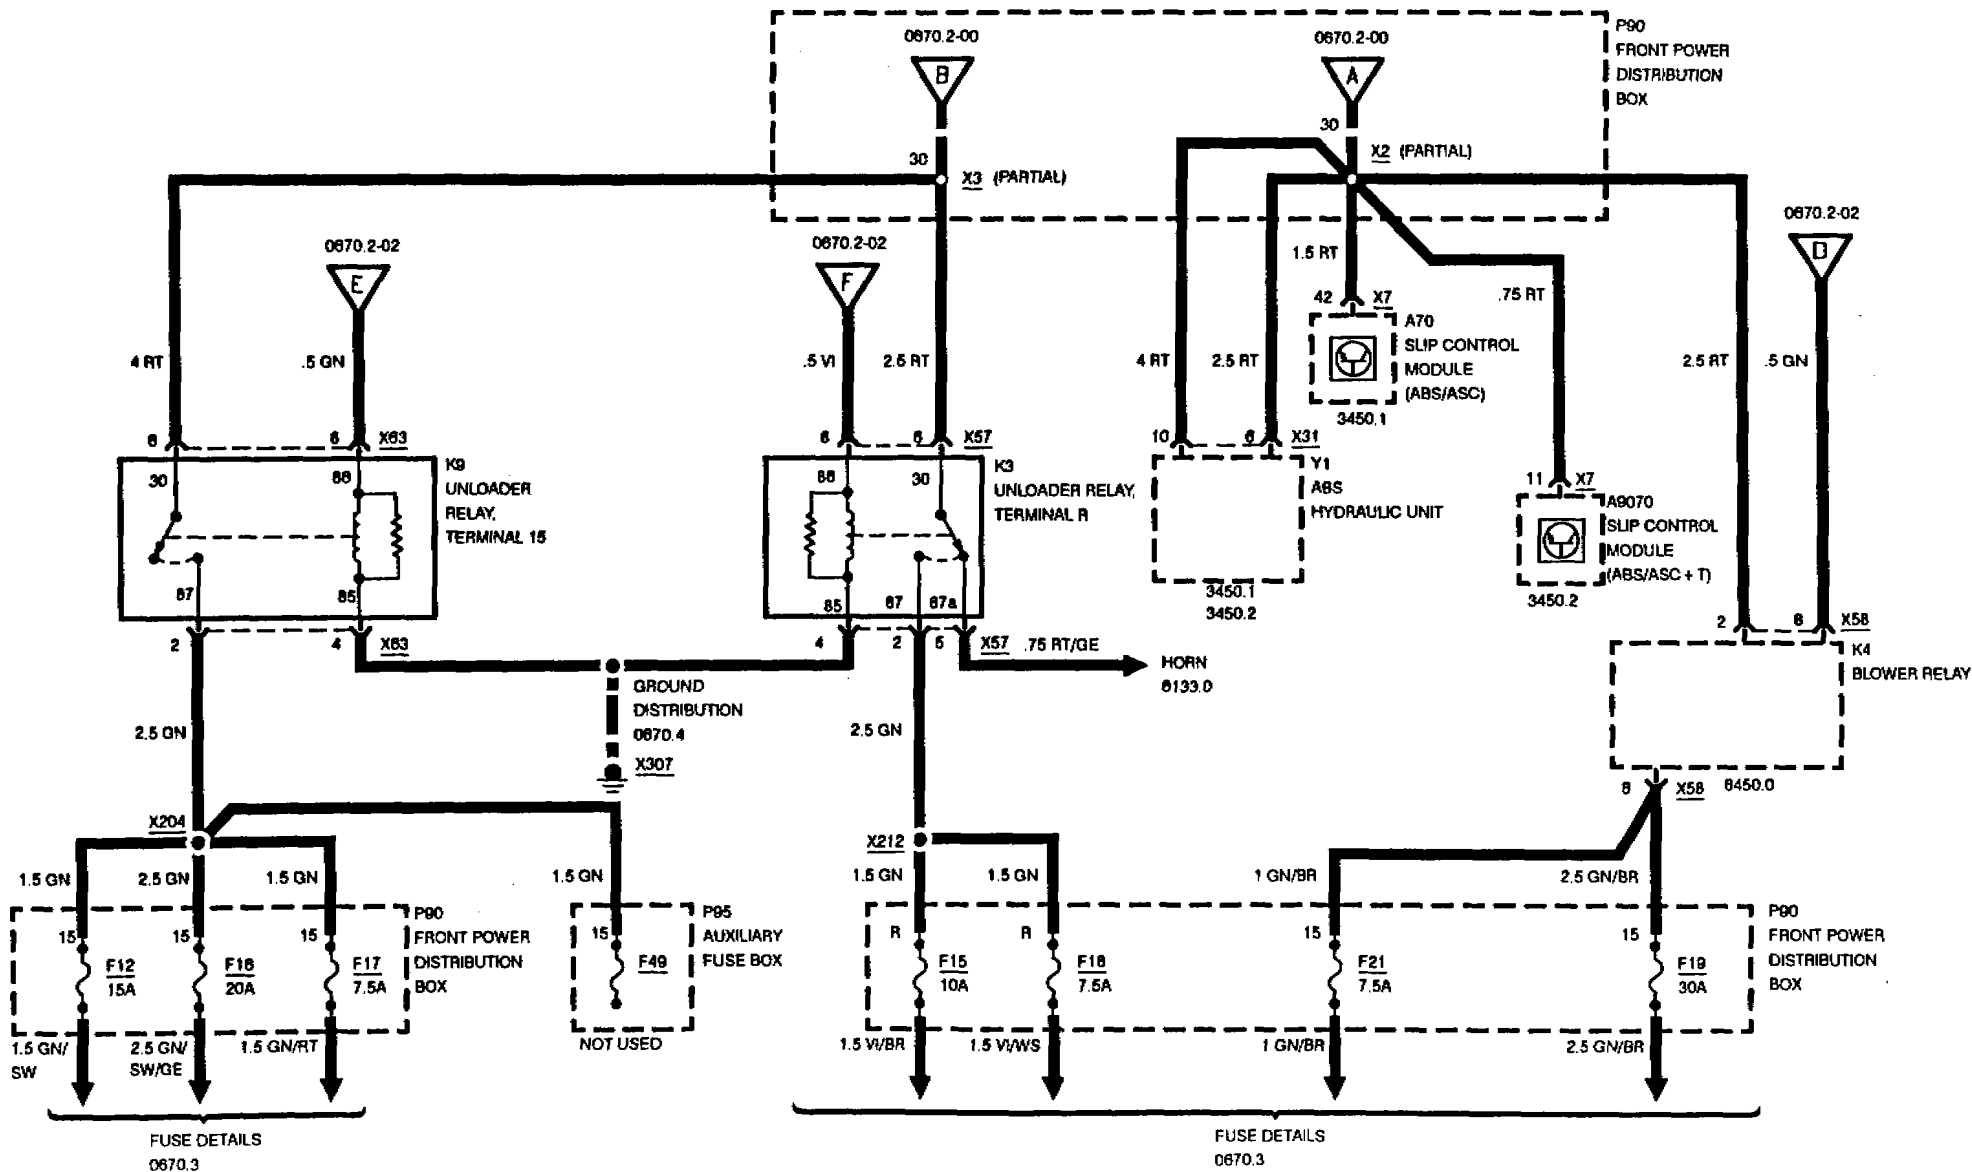 P90
FRONT POWER
DISTRIBUTION
BOX
0670.2-00
B
0670.2-00
A
30
X2 (PARTIAL)
30
X3 (PARTIAL)
0670.2-02
E
0670.2-02
F
0670.2-02
D
1.5 RT
.75 RT
42
X7
A70
SLIP CONTROL
MODULE
(ABS/ASC)
3450.1
4 RT
.5 GN
.5 VI
2.5 RT
4 RT
2.5 RT
2.5 RT
.5 GN
6
6
X63
6
6
X57
10
6
X31
K9
UNLOADER
RELAY,
TERMINAL 15
30
86
87
85
K3
UNLOADER RELAY,
TERMINAL R
86
30
85
87
87a
Y1
ABS
HYDRAULIC UNIT
3450.1
3450.2
11
X7
A9070
SLIP CONTROL
MODULE
(ABS/ASC + T)
3450.2
2
6
X58
K4
BLOWER RELAY
2
4
X63
4
2
5
X57
.75 RT/GE
HORN
6133.0
GROUND
DISTRIBUTION
0670.4
X307
2.5 GN
2.5 GN
8
X58
6450.0
X204
X212
1.5 GN
2.5 GN
1.5 GN
1.5 GN
1.5 GN
1.5 GN
1 GN/BR
2.5 GN/BR
15
F12
15A
15
F16
20A
15
F17
7.5A
P90
FRONT POWER
DISTRIBUTION
BOX
15
F49
P95
AUXILIARY
FUSE BOX
NOT USED
R
F15
10A
R
F18
7.5A
15
F21
7.5A
15
F19
30A
P90
FRONT POWER
DISTRIBUTION
BOX
1.5 GN/
SW
2.5 GN/
SW/GE
1.5 GN/RT
1.5 VI/BR
1.5 VI/WS
1 GN/BR
2.5 GN/BR
FUSE DETAILS
0670.3
FUSE DETAILS
0670.3